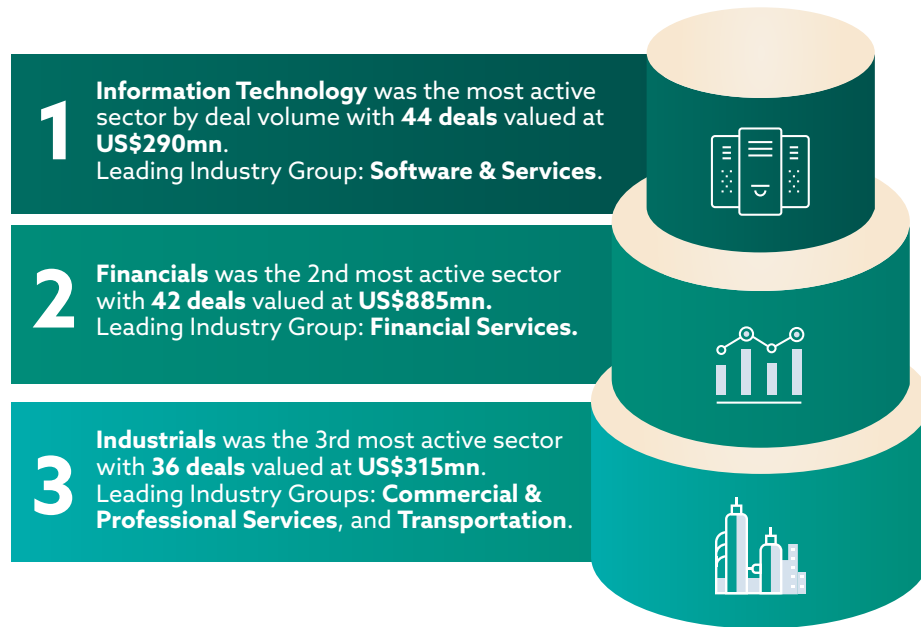 1
Information Technology was the most active
sector by deal volume with 44 deals valued at
US$290mn.
Leading Industry Group: Software & Services.
2
Financials was the 2nd most active sector
with 42 deals valued at US$885mn.
Leading Industry Group: Financial Services.
3
Industrials was the 3rd most active sector
with 36 deals valued at US$315mn.
Leading Industry Groups: Commercial &
Professional Services, and Transportation.